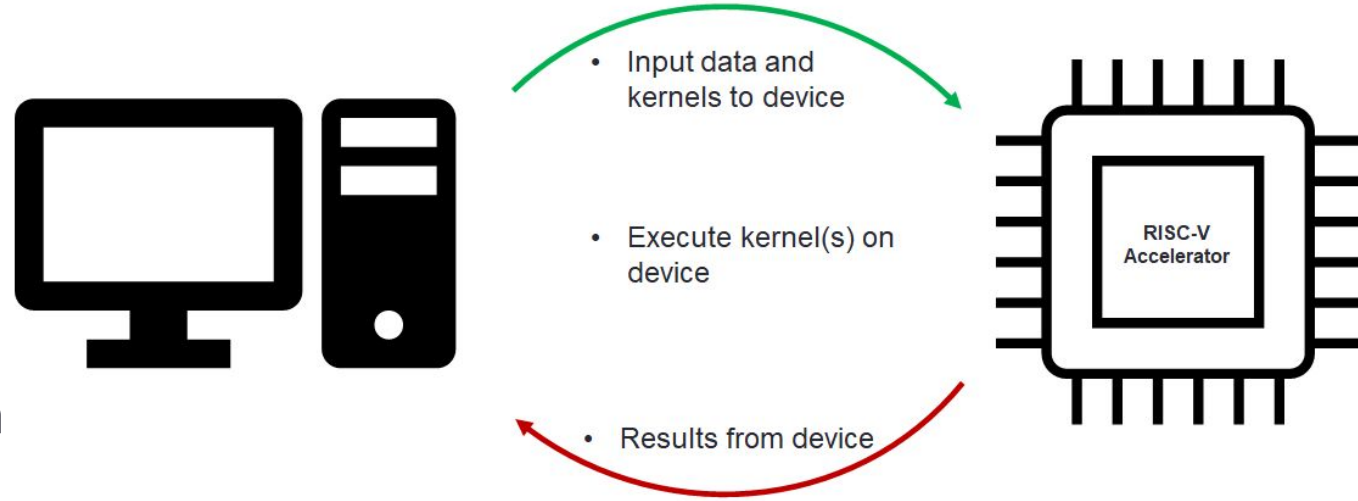 • Input data and
kernels to device
• Execute kernel(s) on
device
RISC-V
Accelerator
• Results from device